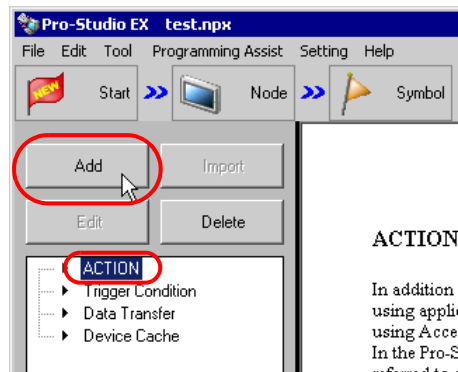 Pro-Studio EX test.npx
File Edit Tool Programming Assist Setting Help
NEW Start Node Symbol
Add Import
Edit Delete
ACTION
Trigger Condition
Data Transfer
Device Cache
ACTION
In addition
using appli
using Acce
In the Pro-S